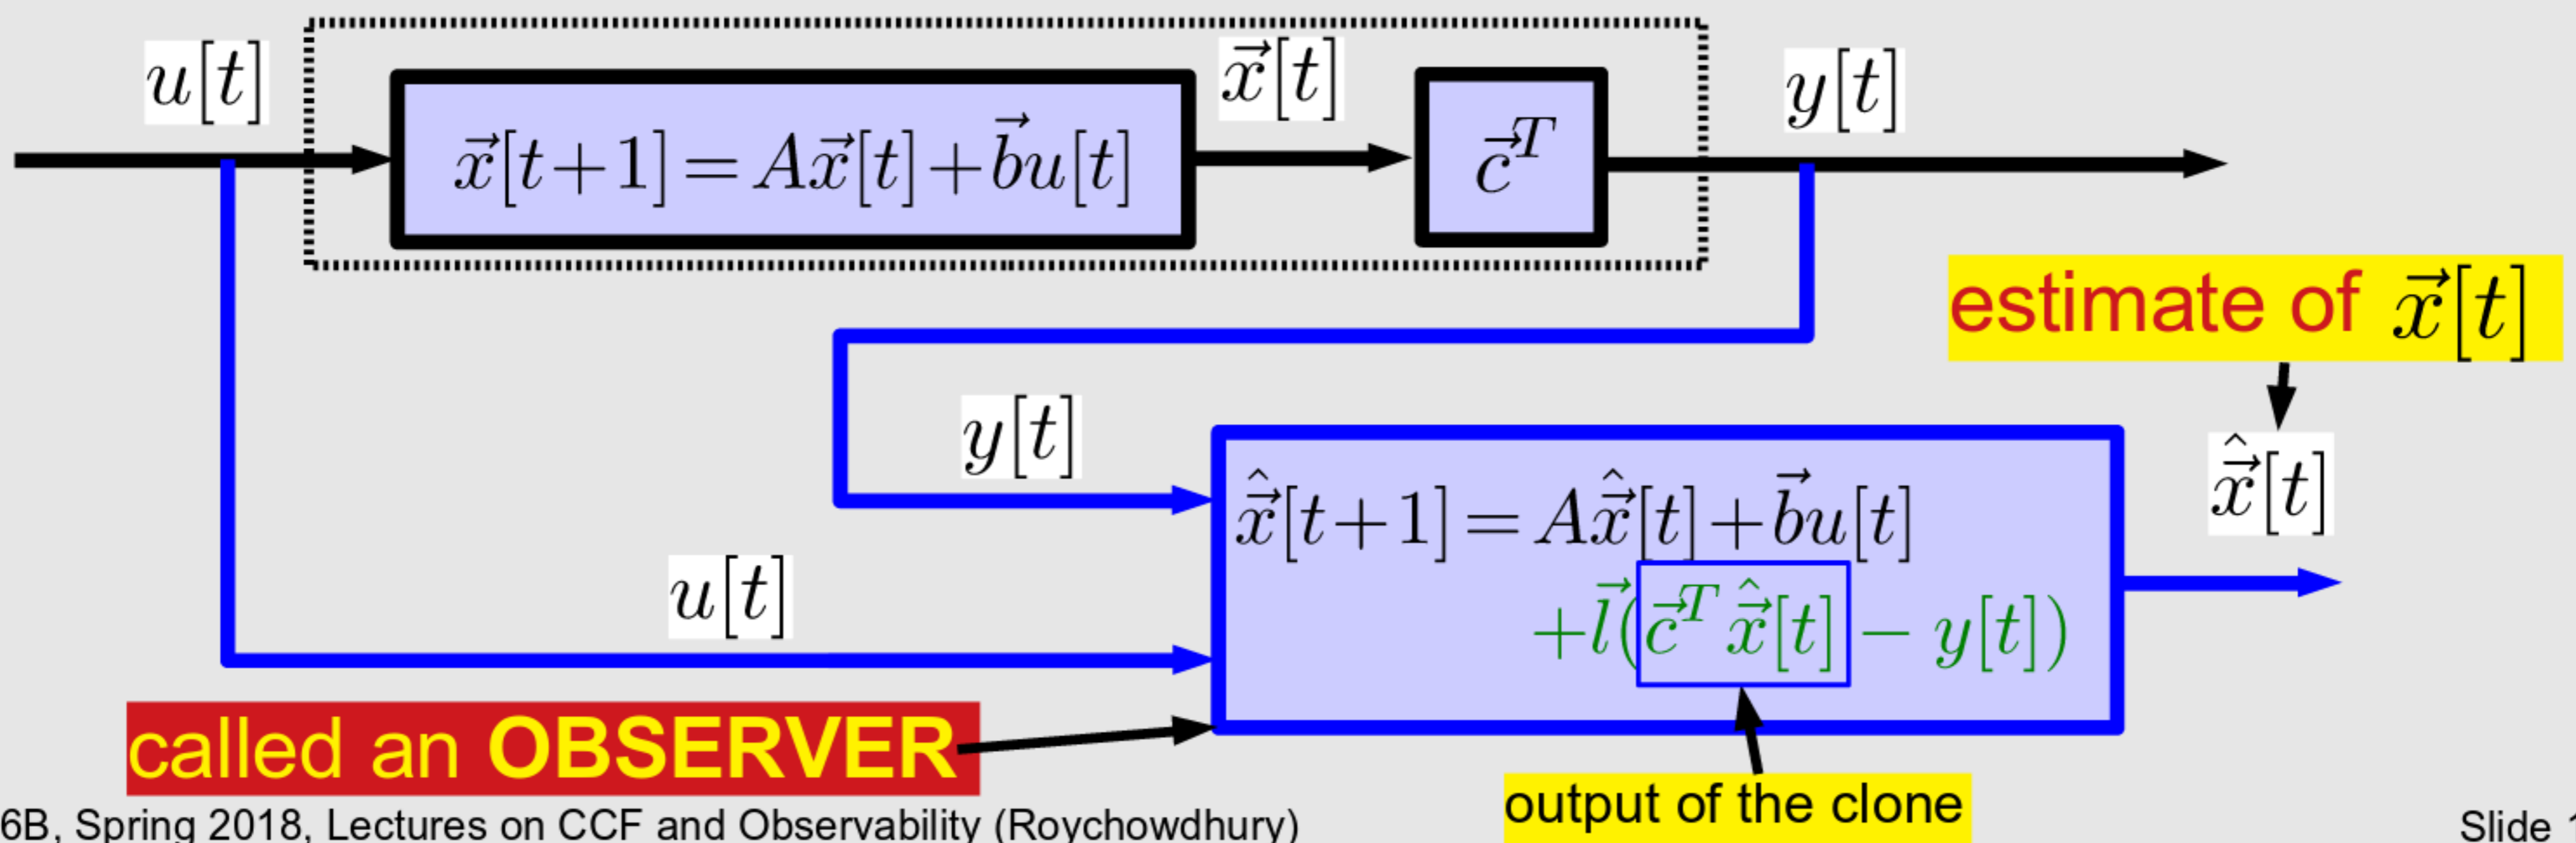 u[t]
x⃗[t]
y[t]
x⃗[t+1]=Ax⃗[t]+b⃗u[t]
c⃗ᵀ
estimate of x⃗[t]
y[t]
x̂⃗[t]
x̂⃗[t+1]=Ax̂⃗[t]+b⃗u[t]
u[t]
+l⃗(c⃗ᵀx̂⃗[t] − y[t])
called an OBSERVER
output of the clone
6B, Spring 2018, Lectures on CCF and Observability (Roychowdhury)
Slide 1